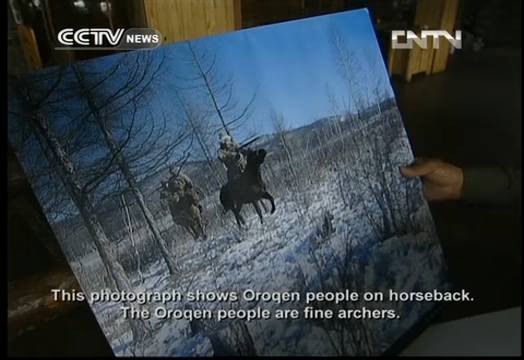 CCTV NEWS
CNTV
This photograph shows Oroqen people on horseback.
The Oroqen people are fine archers.